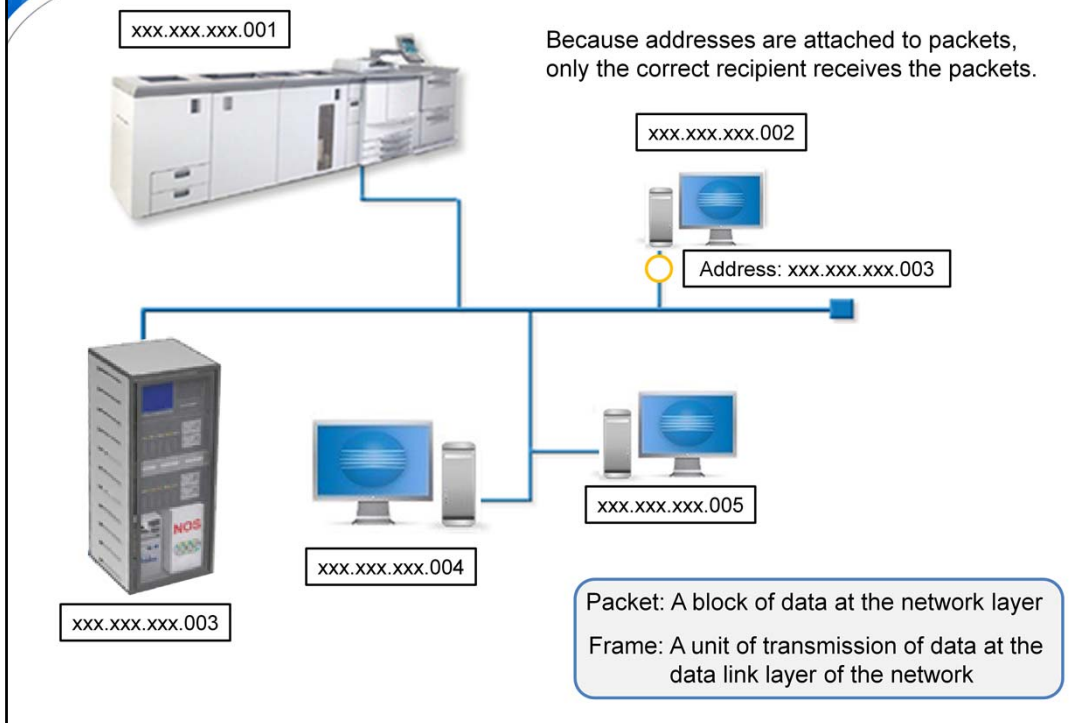 xxx.xxx.xxx.001
Because addresses are attached to packets,
only the correct recipient receives the packets.
xxx.xxx.xxx.002
Address: xxx.xxx.xxx.003
NOS
xxx.xxx.xxx.005
xxx.xxx.xxx.004
xxx.xxx.xxx.003
Packet: A block of data at the network layer
Frame: A unit of transmission of data at the
data link layer of the network